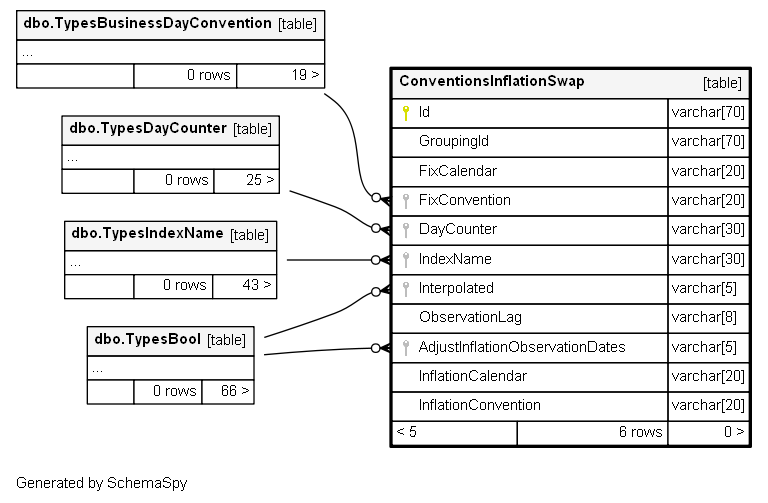 dbo.TypesBusinessDayConvention [table]
...
0 rows 19 >
dbo.TypesDayCounter [table]
...
0 rows 25 >
dbo.TypesIndexName [table]
...
0 rows 43 >
dbo.TypesBool [table]
...
0 rows 66 >
ConventionsInflationSwap [table]
Id varchar[70]
GroupingId varchar[70]
FixCalendar varchar[20]
FixConvention varchar[20]
DayCounter varchar[30]
IndexName varchar[30]
Interpolated varchar[5]
ObservationLag varchar[8]
AdjustInflationObservationDates varchar[5]
InflationCalendar varchar[20]
InflationConvention varchar[20]
< 5 6 rows 0 >
Generated by SchemaSpy